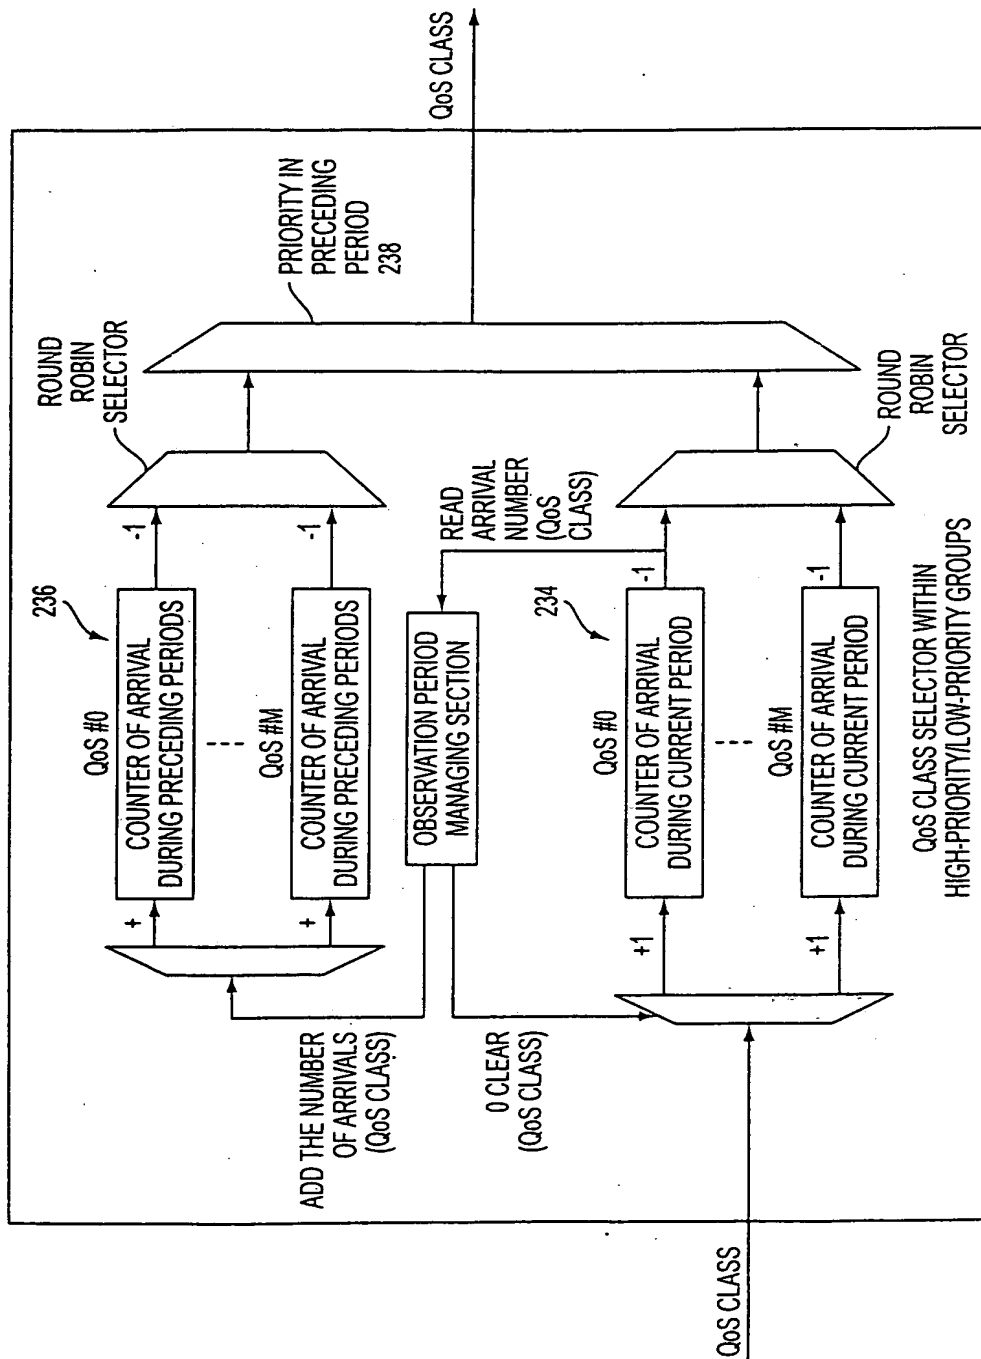 QoS CLASS
ADD THE NUMBER
OF ARRIVALS
(QoS CLASS)
0 CLEAR
(QoS CLASS)
+
+
236
QoS #0
COUNTER OF ARRIVAL
DURING PRECEDING PERIODS
-1
QoS #M
COUNTER OF ARRIVAL
DURING PRECEDING PERIODS
-1
OBSERVATION PERIOD
MANAGING SECTION
READ
ARRIVAL
NUMBER
(QoS
CLASS)
+1
+1
234
QoS #0
COUNTER OF ARRIVAL
DURING CURRENT PERIOD
-1
QoS #M
COUNTER OF ARRIVAL
DURING CURRENT PERIOD
-1
ROUND
ROBIN
SELECTOR
ROUND
ROBIN
SELECTOR
PRIORITY IN
PRECEDING
PERIOD
238
QoS CLASS
QoS CLASS SELECTOR WITHIN
HIGH-PRIORITY/LOW-PRIORITY GROUPS